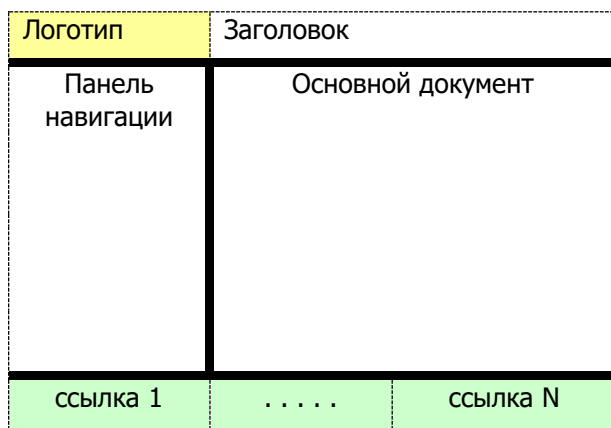 Логотип
Заголовок
Панель
навигации
Основной документ
ссылка 1
. . . . .
ссылка N